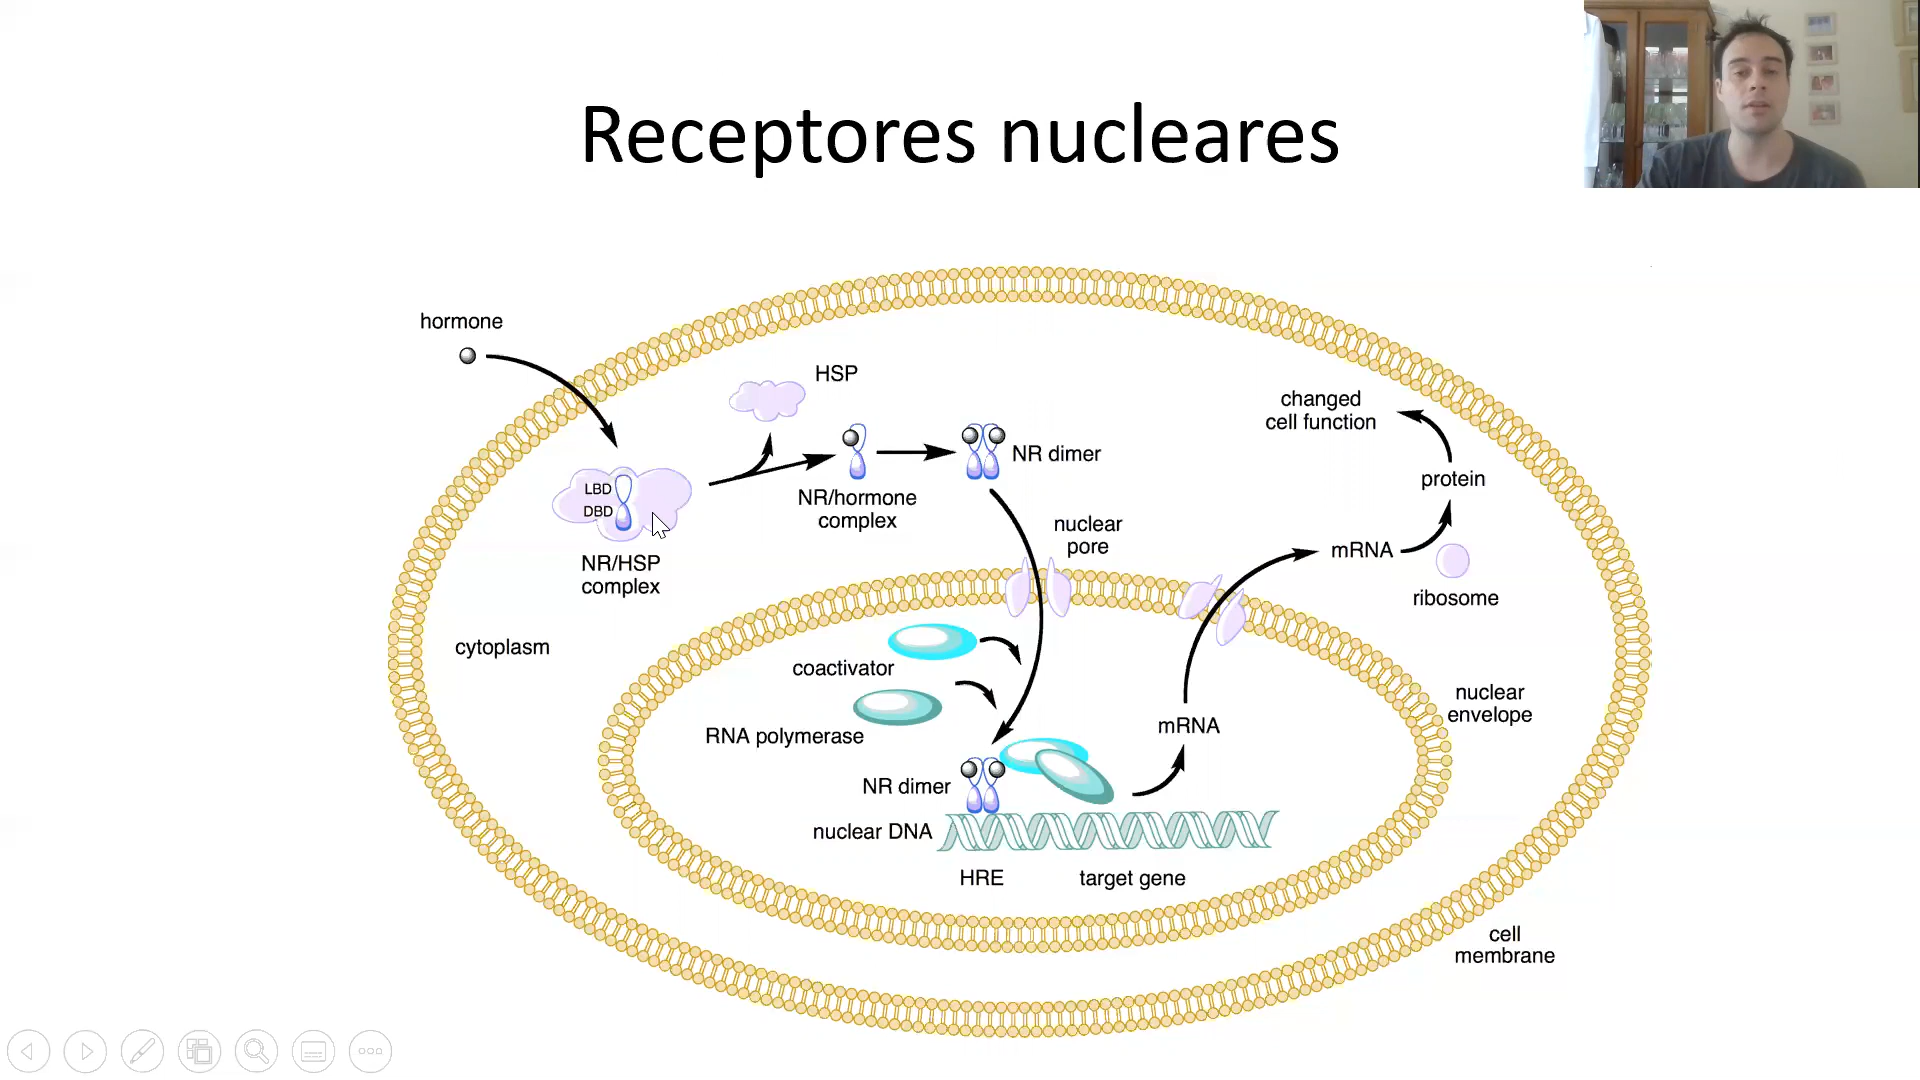 Receptores nucleares
hormone
HSP
LBD
DBD
NR/HSP
complex
NR/hormone
complex
NR dimer
nuclear
pore
changed
cell function
protein
mRNA
ribosome
cytoplasm
coactivator
RNA polymerase
NR dimer
nuclear DNA
HRE
target gene
mRNA
nuclear
envelope
cell
membrane